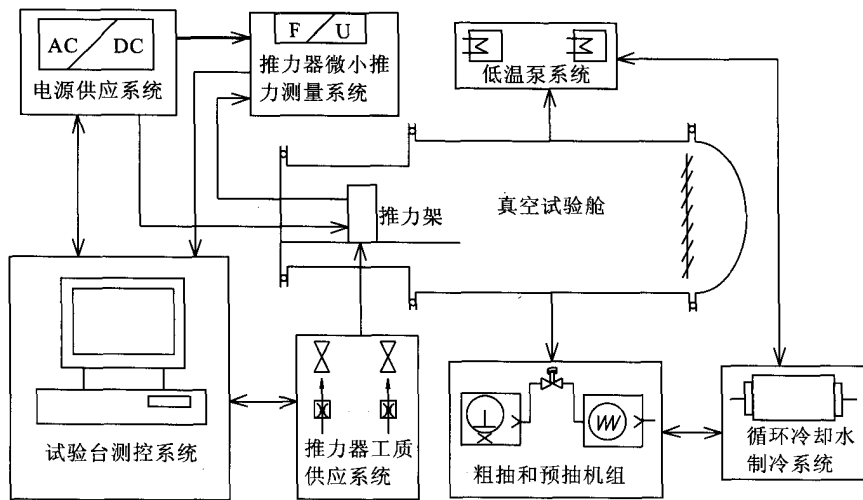 AC DC
电源供应系统
F U
推力器微小推
力测量系统
低温泵系统
推力架
真空试验舱
试验台测控系统
推力器工质
供应系统
粗抽和预抽机组
循环冷却水
制冷系统